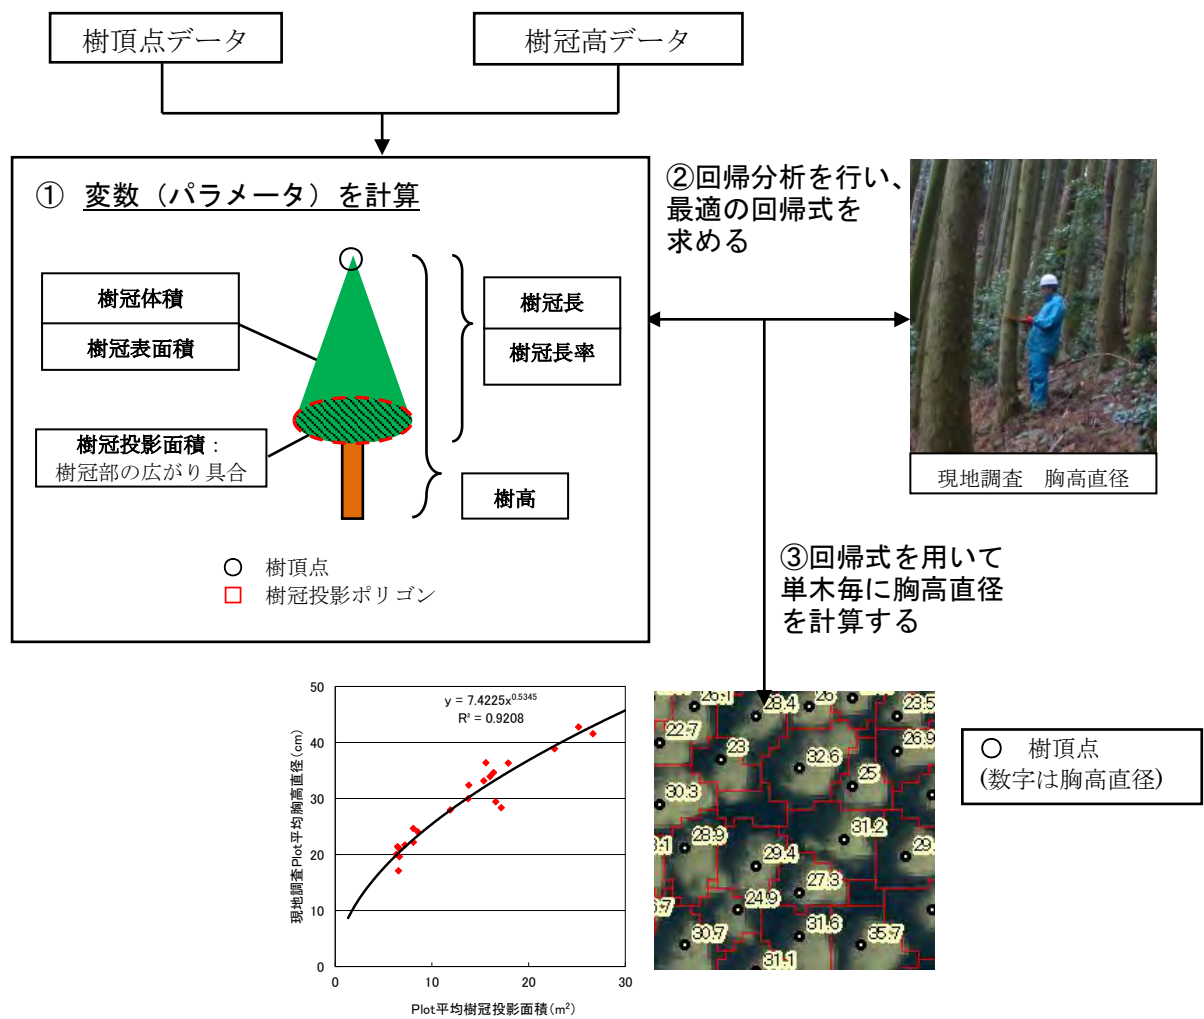 樹頂点データ
樹冠高データ
① 変数（パラメータ）を計算
樹冠体積
樹冠表面積
樹冠投影面積：
樹冠部の広がり具合
樹冠長
樹冠長率
樹高
○ 樹頂点
□ 樹冠投影ポリゴン
②回帰分析を行い、
最適の回帰式を
求める
現地調査　胸高直径
③回帰式を用いて
単木毎に胸高直径
を計算する
y = 7.4225x^0.5345
R² = 0.9208
現地調査Plot平均胸高直径(cm)
50
40
30
20
10
0
0 10 20 30
Plot平均樹冠投影面積(m²)
26.1
28.4
26
23.5
22.7
23
32.6
26.9
25
30.3
31.2
28.9
29.4
29
27.3
24.9
30.7
31.6
35.7
31.1
○ 樹頂点
(数字は胸高直径)